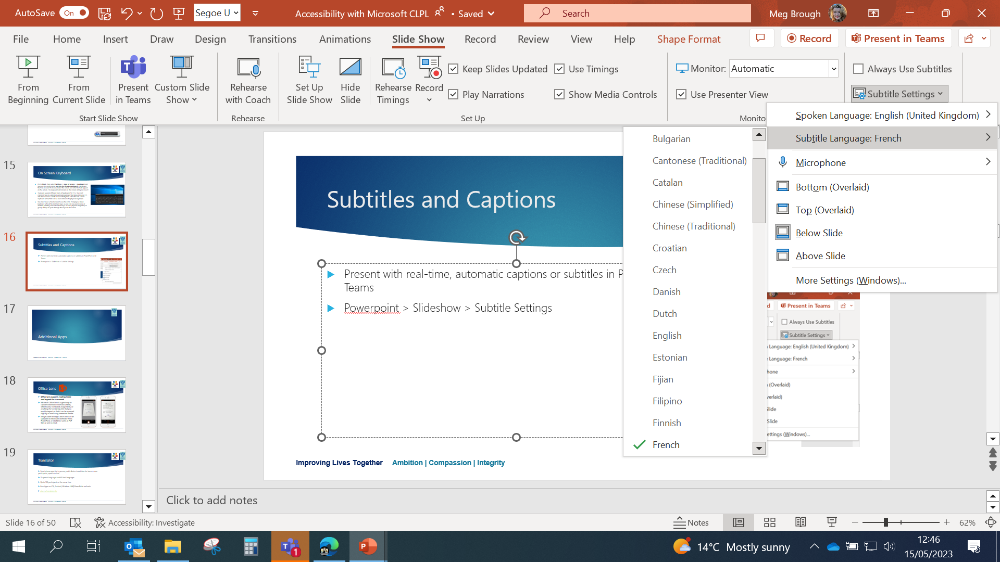 AutoSave On Segoe U Accessibility with Microsoft CLPL • Saved Search Meg Brough
File Home Insert Draw Design Transitions Animations Slide Show Record Review View Help Shape Format Record Present in Teams
From Beginning
From Current Slide
Present in Teams
Custom Slide Show
Rehearse with Coach
Set Up Slide Show
Hide Slide
Rehearse Timings
Record
Keep Slides Updated
Play Narrations
Use Timings
Show Media Controls
Monitor: Automatic
Use Presenter View
Always Use Subtitles
Subtitle Settings
Start Slide Show Rehearse Set Up Monito
Spoken Language: English (United Kingdom)
Subtitle Language: French
Microphone
Bottom (Overlaid)
Top (Overlaid)
Below Slide
Above Slide
More Settings (Windows)...
Bulgarian
Cantonese (Traditional)
Catalan
Chinese (Simplified)
Chinese (Traditional)
Croatian
Czech
Danish
Dutch
English
Estonian
Fijian
Filipino
Finnish
French
15
On Screen Keyboard
16
Subtitles and Captions
17
Additional Apps
18
Office Lens
19
Translator
Subtitles and Captions
Present with real-time, automatic captions or subtitles in P
Teams
Powerpoint > Slideshow > Subtitle Settings
Present in Teams
Always Use Subtitles
Subtitle Settings
Language: English (United Kingdom)
Language: French
hone
(Overlaid)
verlaid)
Slide
Slide
ettings (Windows)...
Improving Lives Together Ambition | Compassion | Integrity
Click to add notes
Slide 16 of 50 Accessibility: Investigate Notes 62%
1 14°C Mostly sunny 12:46
15/05/2023